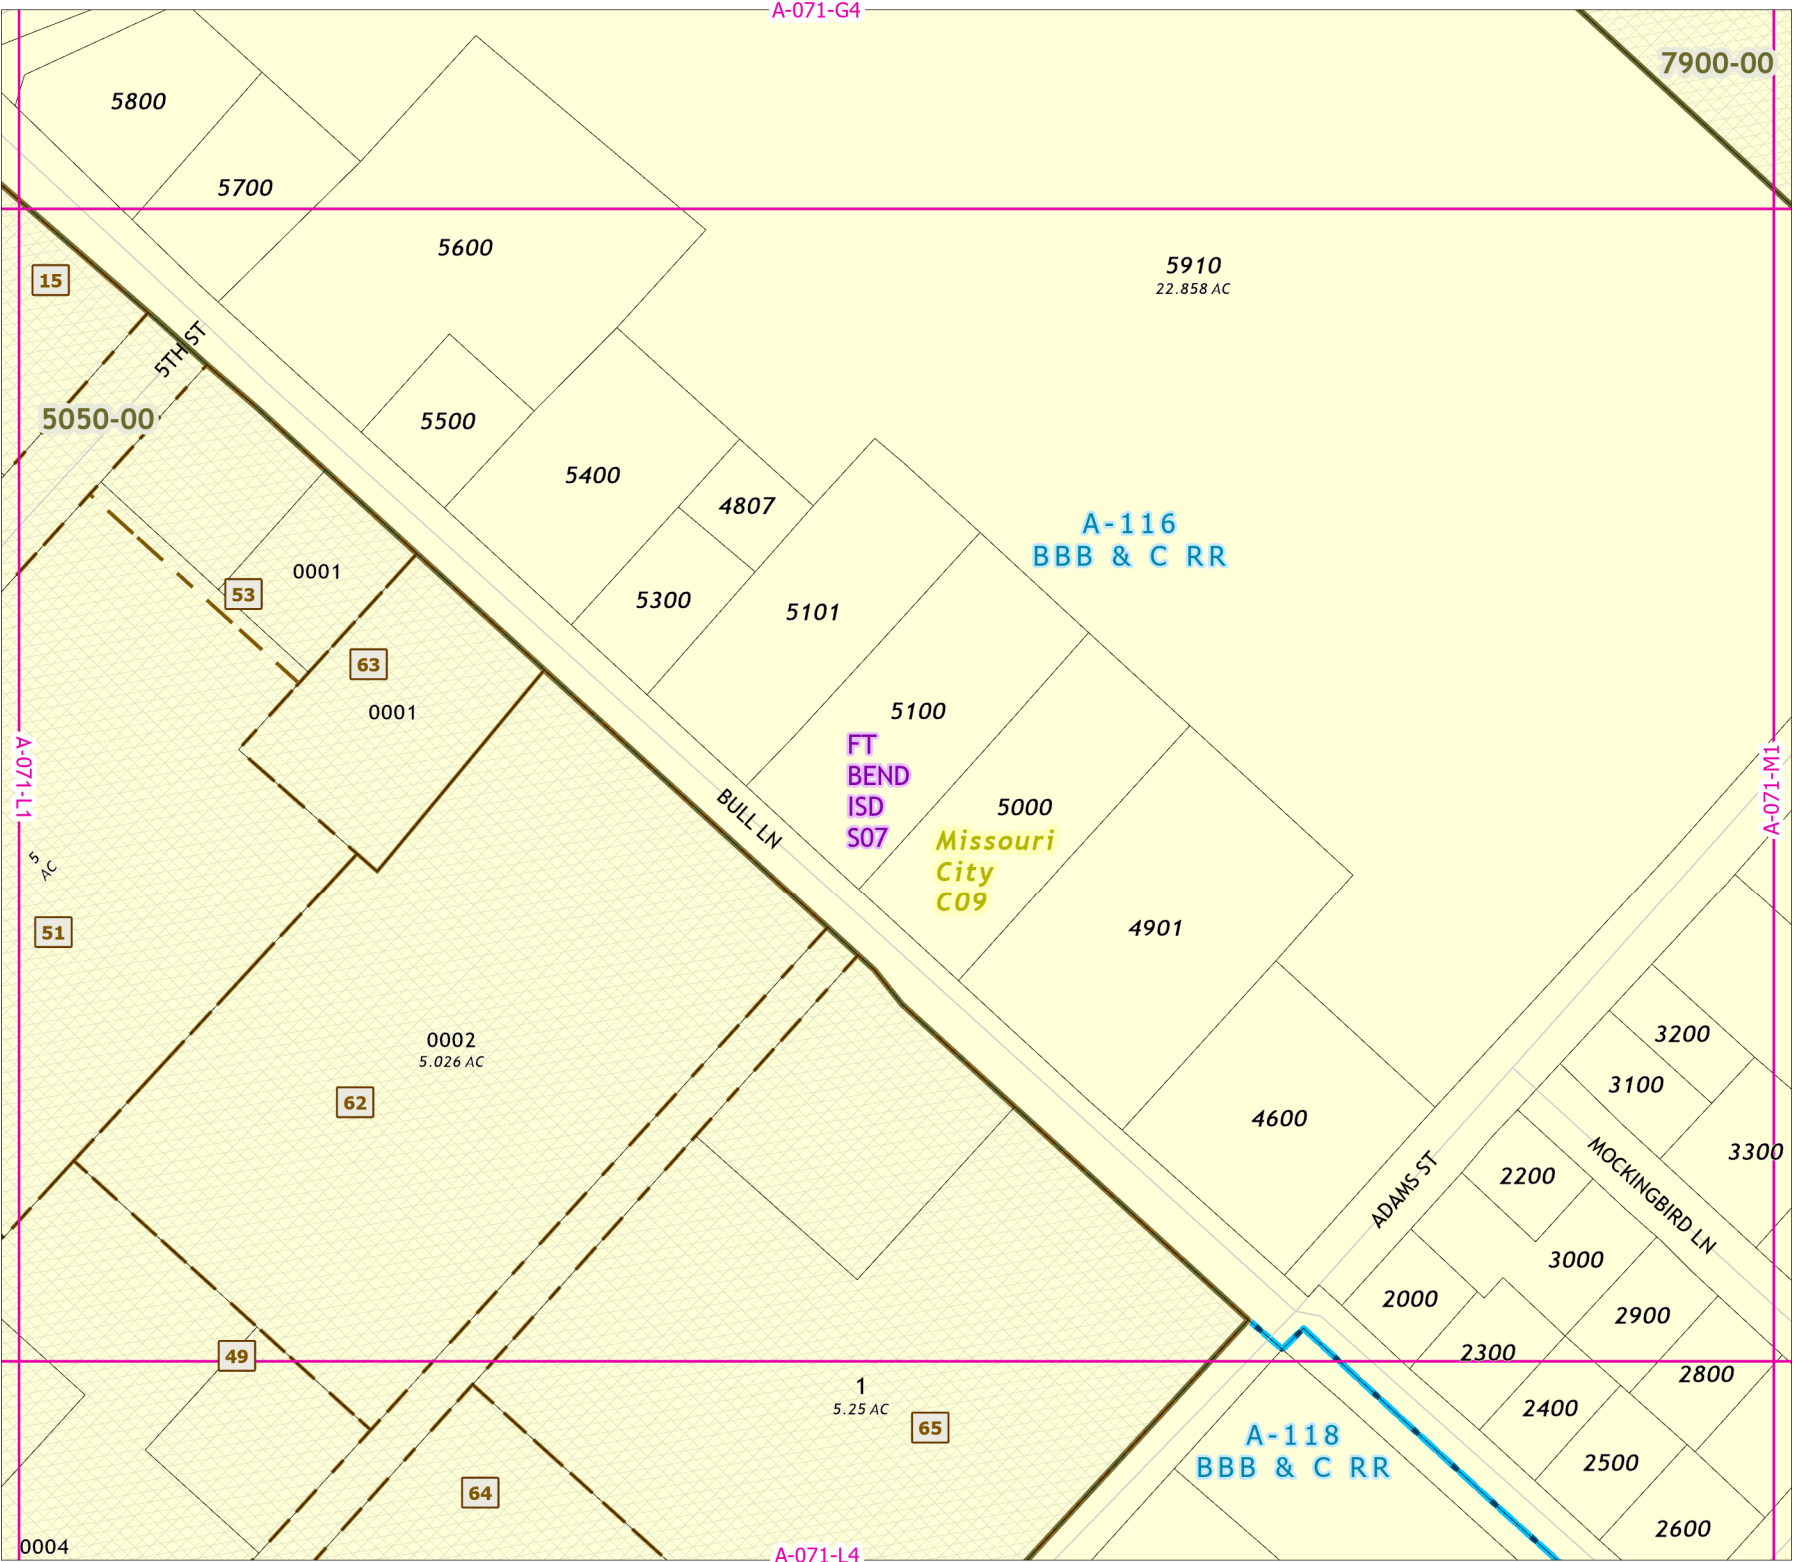 A-071-G4
7900-00
5800
5700
5600
5910
22.858 AC
15
5TH ST
5050-00
5500
5400
4807
A-116
BBB & C RR
0001
53
5300
5101
63
0001
5100
FT
BEND
ISD
S07
A-071-L1
A-071-M1
BULL LN
5000
Missouri
City
C09
5
AC
51
4901
0002
5.026 AC
62
3200
3100
4600
3300
MOCKINGBIRD LN
ADAMS ST
2200
3000
2000
2900
2300
49
2800
1
5.25 AC
65
2400
A-118
BBB & C RR
2500
64
2600
0004
A-071-L4